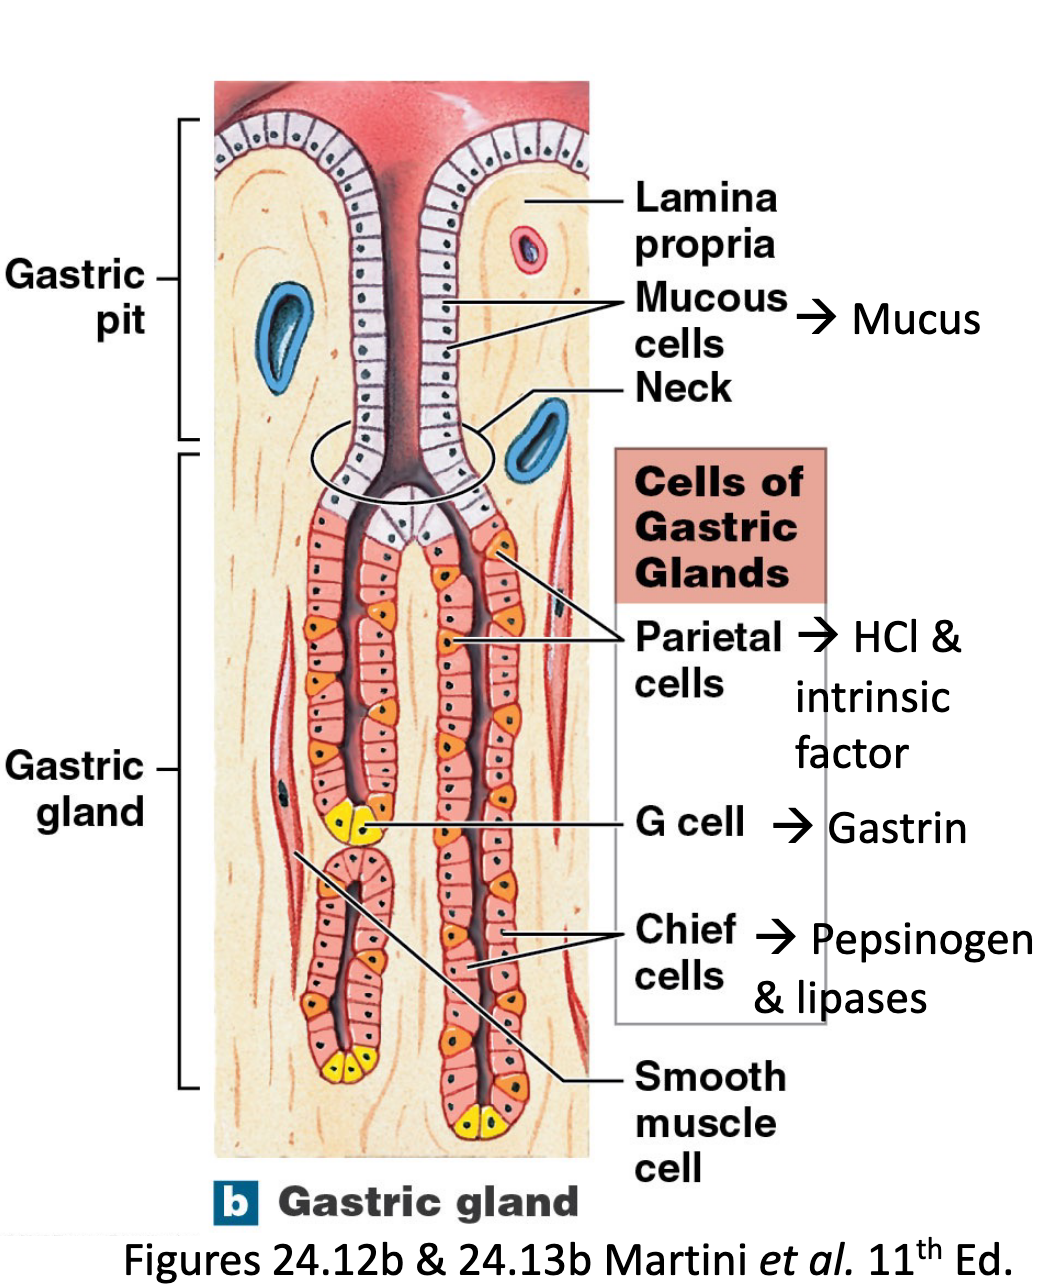 Gastric
pit
Lamina
propria
Mucous
cells
→ Mucus
Neck
Cells of
Gastric
Glands
Parietal
cells
→ HCl &
intrinsic
factor
Gastric
gland
G cell → Gastrin
Chief
cells
→ Pepsinogen
& lipases
Smooth
muscle
cell
b Gastric gland
Figures 24.12b & 24.13b Martini et al. 11th Ed.